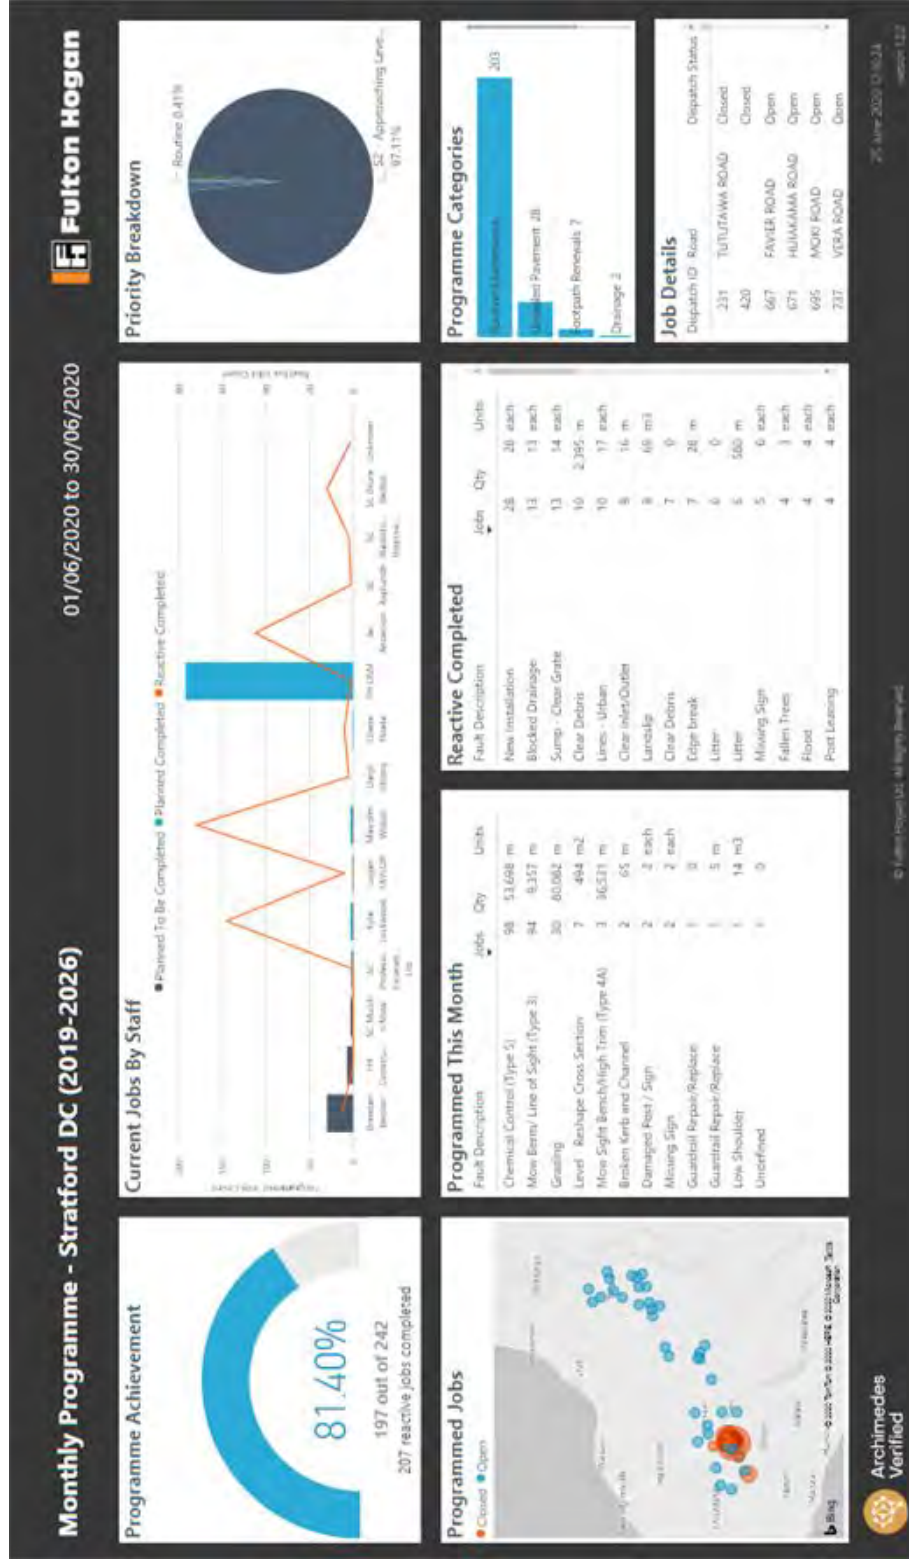 Monthly Programme - Stratford DC (2019-2026)
01/06/2020 to 30/06/2020
Fulton Hogan
Programme Achievement
81.40%
197 out of 242
207 reactive jobs completed
Current Jobs By Staff
Planned To Be Completed Planned Completed Reactive Completed
Priority Breakdown
Routine 0.41%
S2 - Approaching Leve...
97.11%
Programmed Jobs
Closed Open
Bing
Programmed This Month
Fault Description Jobs Qty Units
Chemical Control (Type 5) 98 53,698 m
Mow Berm/ Line of Sight (Type 3) 94 9,357 m
Grading 30 80,062 m
Level - Reshape Cross Section 7 494 m2
Mow Sight Bench/High Trim (Type 4A) 3 36,531 m
Broken Kerb and Channel 2 65 m
Damaged Post / Sign 2 2 each
Missing Sign 2 2 each
Guardrail Repair/Replace 1 0
Guardrail Repair/Replace 1 5 m
Low Shoulder 1 14 m3
Undefined 1 0
Reactive Completed
Fault Description Jobs Qty Units
New Installation 28 28 each
Blocked Drainage 13 13 each
Sump - Clear Grate 13 14 each
Clear Debris 10 2,395 m
Lines - Urban 10 17 each
Clear Inlet/Outlet 8 16 m
Landslip 8 69 m3
Clear Debris 7 0
Edge break 7 28 m
Litter 6 0
Litter 6 580 m
Missing Sign 5 6 each
Fallen Trees 4 3 each
Flood 4 4 each
Post Leaning 4 4 each
Programme Categories
203
Pavement 28
Footpath Renewals 7
Drainage 2
Job Details
Dispatch ID Road Dispatch Status
231 TUTUTAWA ROAD Closed
420 Closed
667 FAVIER ROAD Open
671 HUIAKAMA ROAD Open
695 MOKI ROAD Open
737 VERA ROAD Open
Archimedes
Verified